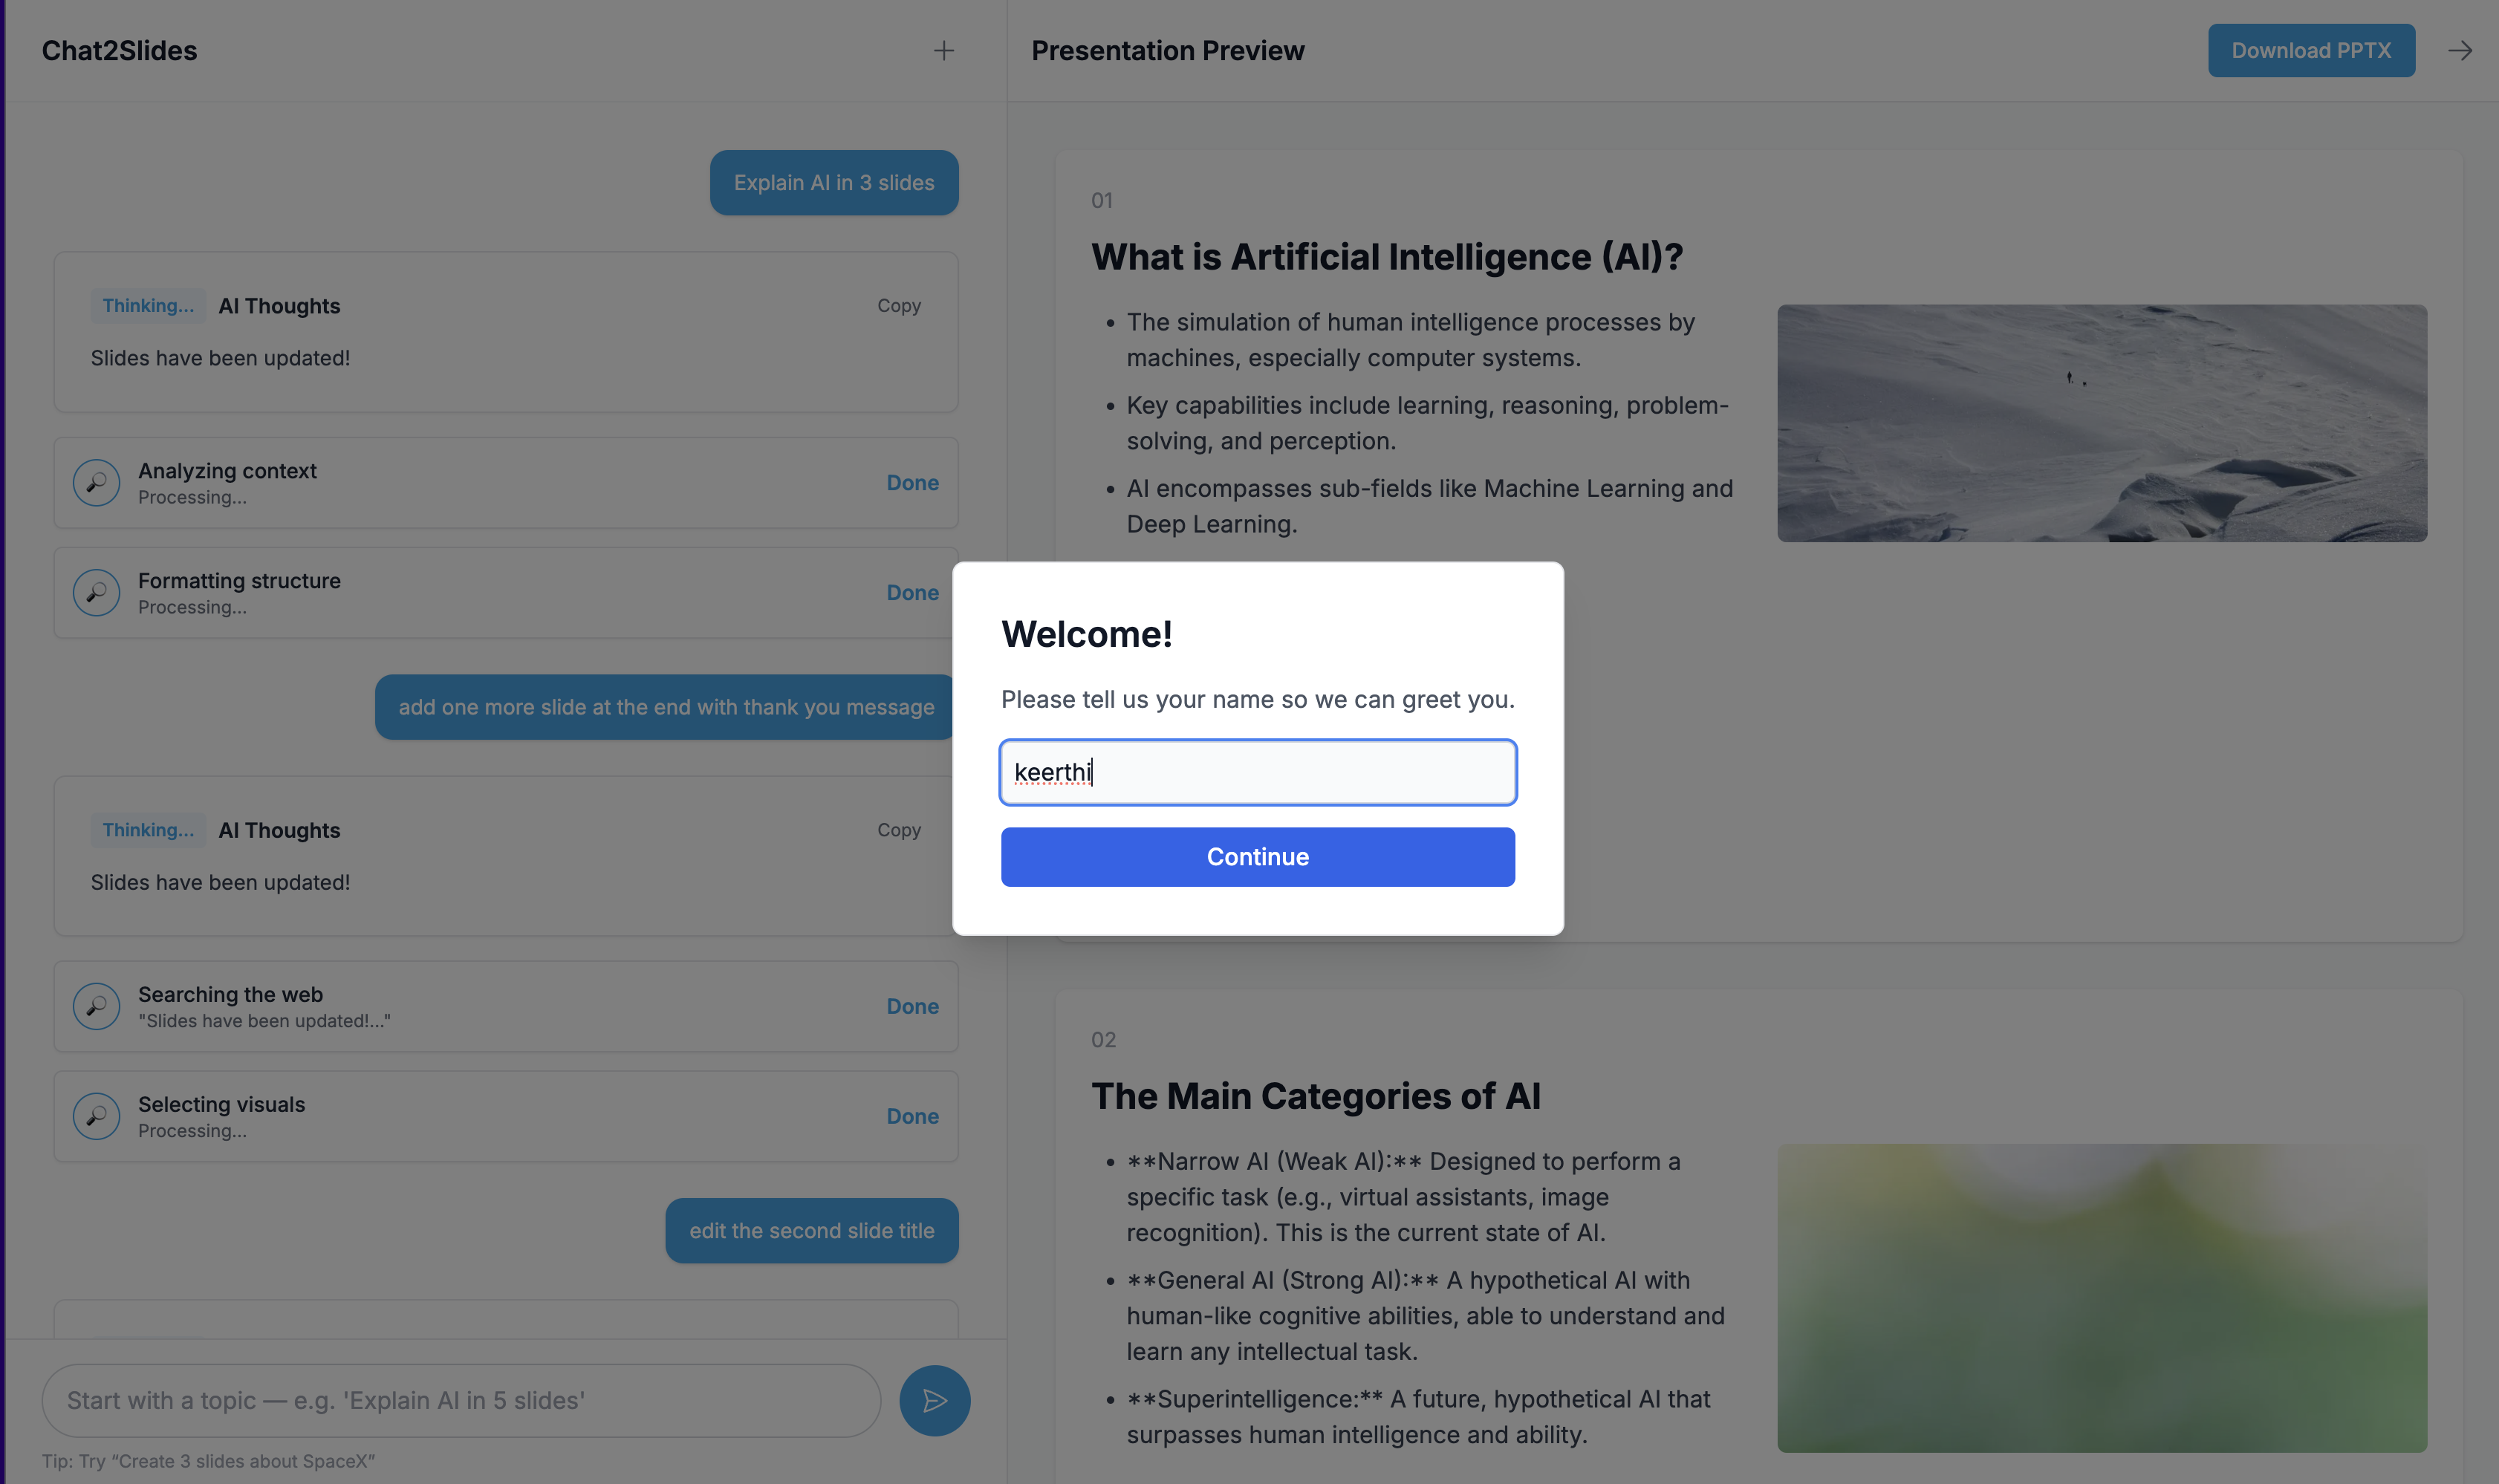 Chat2Slides
Explain AI in 3 slides
Thinking... AI Thoughts Copy
Slides have been updated!
Analyzing context
Processing...
Done
Formatting structure
Processing...
Done
add one more slide at the end with thank you message
Thinking... AI Thoughts Copy
Slides have been updated!
Searching the web
"Slides have been updated!..."
Done
Selecting visuals
Processing...
Done
edit the second slide title
Start with a topic — e.g. 'Explain AI in 5 slides'
Tip: Try “Create 3 slides about SpaceX”
Presentation Preview
Download PPTX
01
What is Artificial Intelligence (AI)?
• The simulation of human intelligence processes by
machines, especially computer systems.
• Key capabilities include learning, reasoning, problem-
solving, and perception.
• AI encompasses sub-fields like Machine Learning and
Deep Learning.
Welcome!
Please tell us your name so we can greet you.
keerthi
Continue
02
The Main Categories of AI
• **Narrow AI (Weak AI):** Designed to perform a
specific task (e.g., virtual assistants, image
recognition). This is the current state of AI.
• **General AI (Strong AI):** A hypothetical AI with
human-like cognitive abilities, able to understand and
learn any intellectual task.
• **Superintelligence:** A future, hypothetical AI that
surpasses human intelligence and ability.